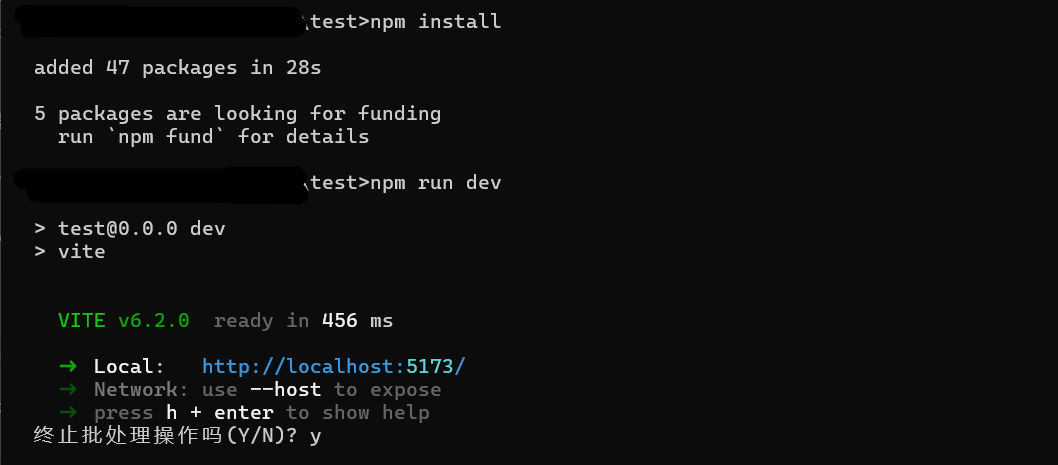 \test>npm install
added 47 packages in 28s
5 packages are looking for funding
run `npm fund` for details
\test>npm run dev
> test@0.0.0 dev
> vite
VITE v6.2.0 ready in 456 ms
➜ Local: http://localhost:5173/
➜ Network: use --host to expose
➜ press h + enter to show help
终止批处理操作吗(Y/N)? y